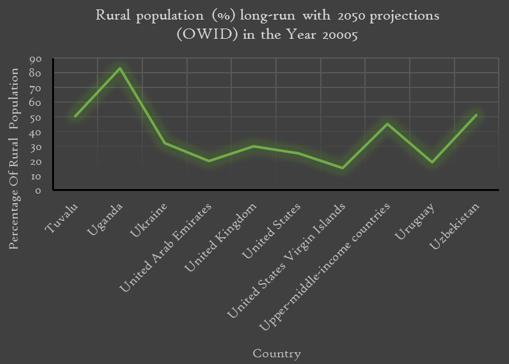 Rural population (%) long-run with 2050 projections
(OWID) in the Year 20005
Percentage Of Rural Population
90
80
70
60
50
40
30
20
10
0
Tuvalu
Uganda
Ukraine
United Arab Emirates
United Kingdom
United States
United States Virgin Islands
Upper-middle-income countries
Uruguay
Uzbekistan
Country